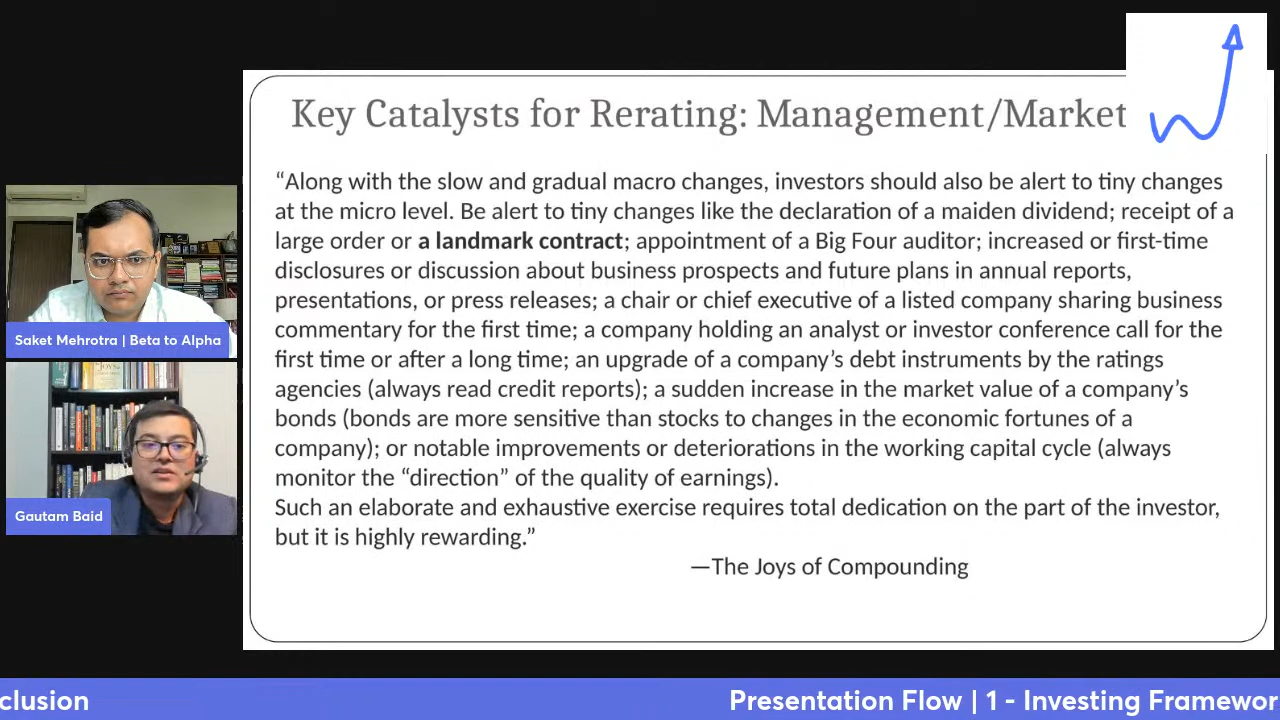 Key Catalysts for Rerating: Management/Market
“Along with the slow and gradual macro changes, investors should also be alert to tiny changes
at the micro level. Be alert to tiny changes like the declaration of a maiden dividend; receipt of a
large order or a landmark contract; appointment of a Big Four auditor; increased or first-time
disclosures or discussion about business prospects and future plans in annual reports,
presentations, or press releases; a chair or chief executive of a listed company sharing business
commentary for the first time; a company holding an analyst or investor conference call for the
first time or after a long time; an upgrade of a company’s debt instruments by the ratings
agencies (always read credit reports); a sudden increase in the market value of a company’s
bonds (bonds are more sensitive than stocks to changes in the economic fortunes of a
company); or notable improvements or deteriorations in the working capital cycle (always
monitor the “direction” of the quality of earnings).
Such an elaborate and exhaustive exercise requires total dedication on the part of the investor,
but it is highly rewarding.”
—The Joys of Compounding
Saket Mehrotra | Beta to Alpha
Gautam Baid
clusion
Presentation Flow | 1 - Investing Framewor